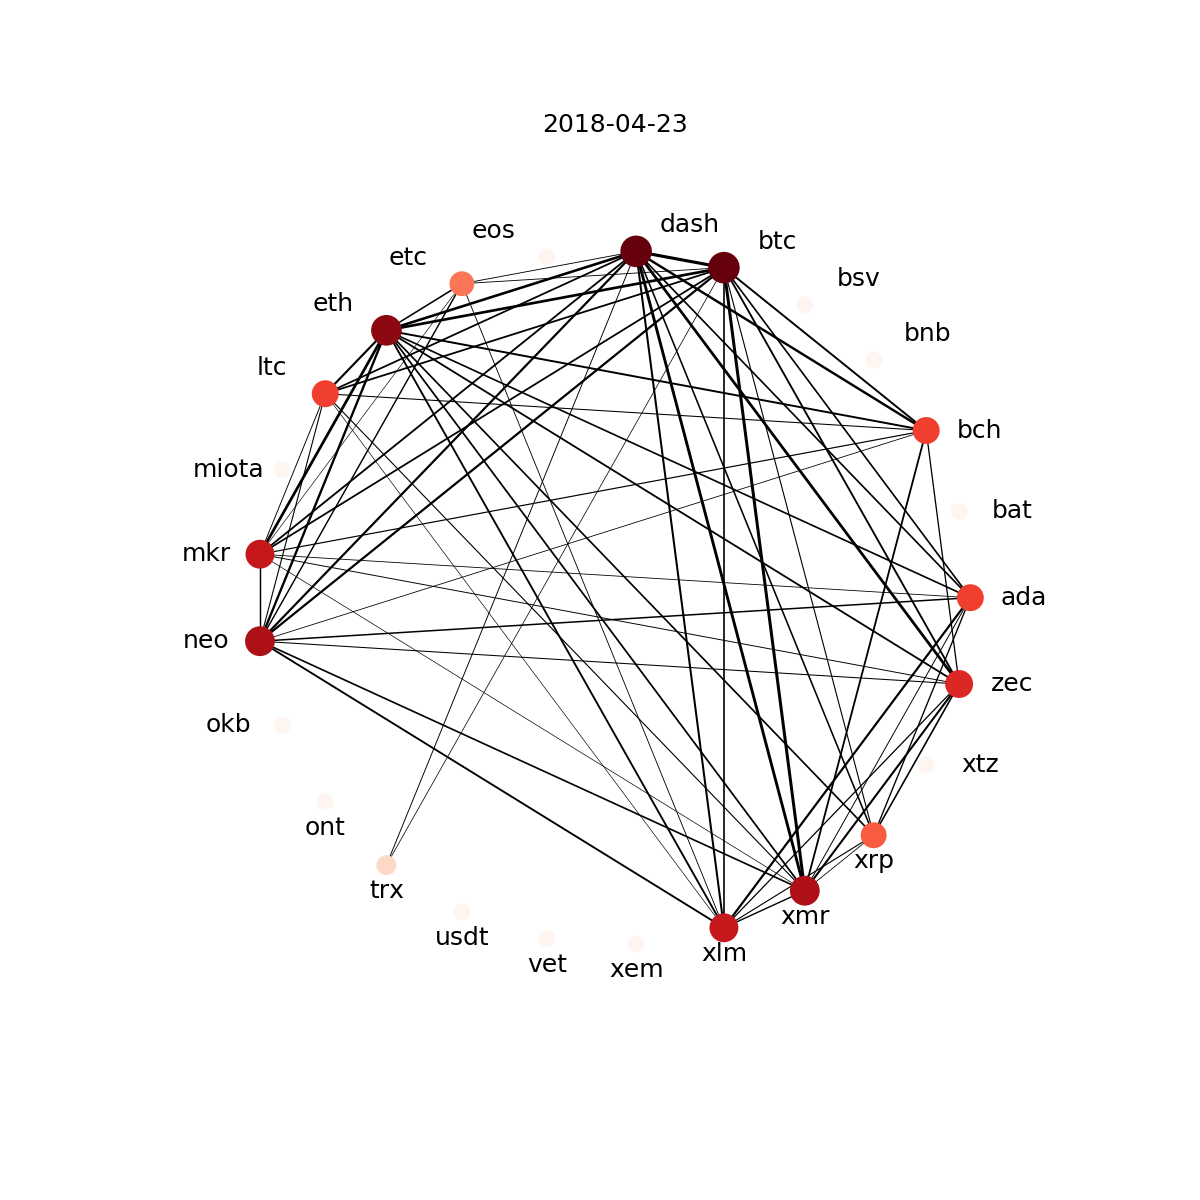 2018-04-23
dash
eos
btc
etc
bsv
eth
bnb
ltc
bch
miota
bat
mkr
ada
neo
zec
okb
xtz
ont
xrp
trx
xmr
usdt
xlm
vet
xem